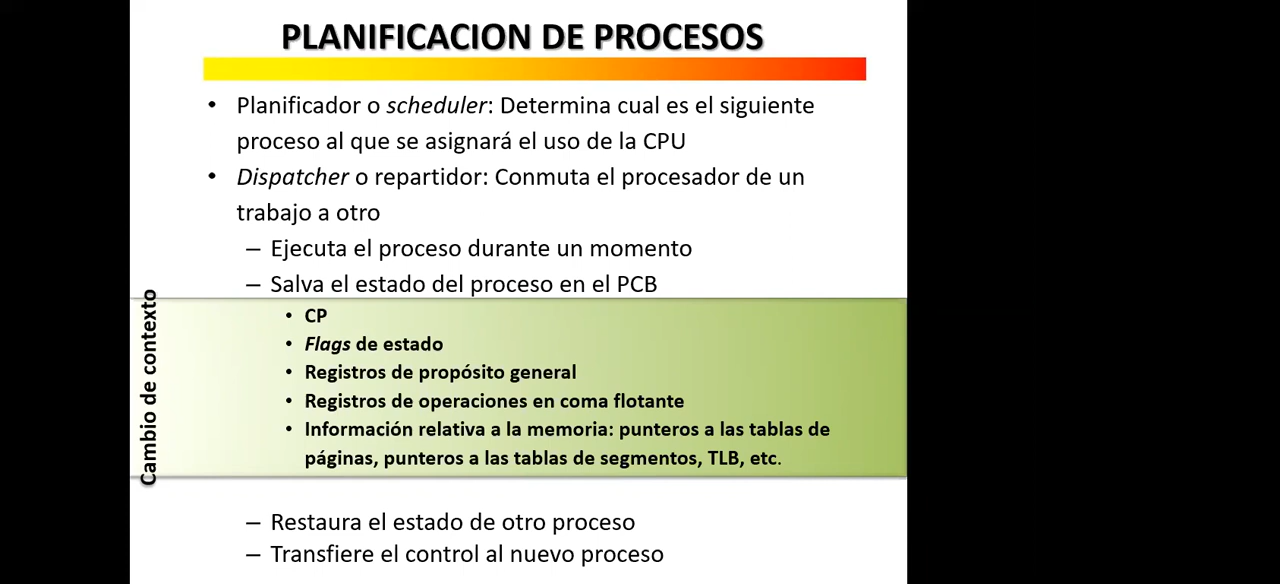 PLANIFICACION DE PROCESOS
• Planificador o scheduler: Determina cual es el siguiente
proceso al que se asignará el uso de la CPU
• Dispatcher o repartidor: Conmuta el procesador de un
trabajo a otro
– Ejecuta el proceso durante un momento
– Salva el estado del proceso en el PCB
Cambio de contexto
• CP
• Flags de estado
• Registros de propósito general
• Registros de operaciones en coma flotante
• Información relativa a la memoria: punteros a las tablas de
páginas, punteros a las tablas de segmentos, TLB, etc.
– Restaura el estado de otro proceso
– Transfiere el control al nuevo proceso